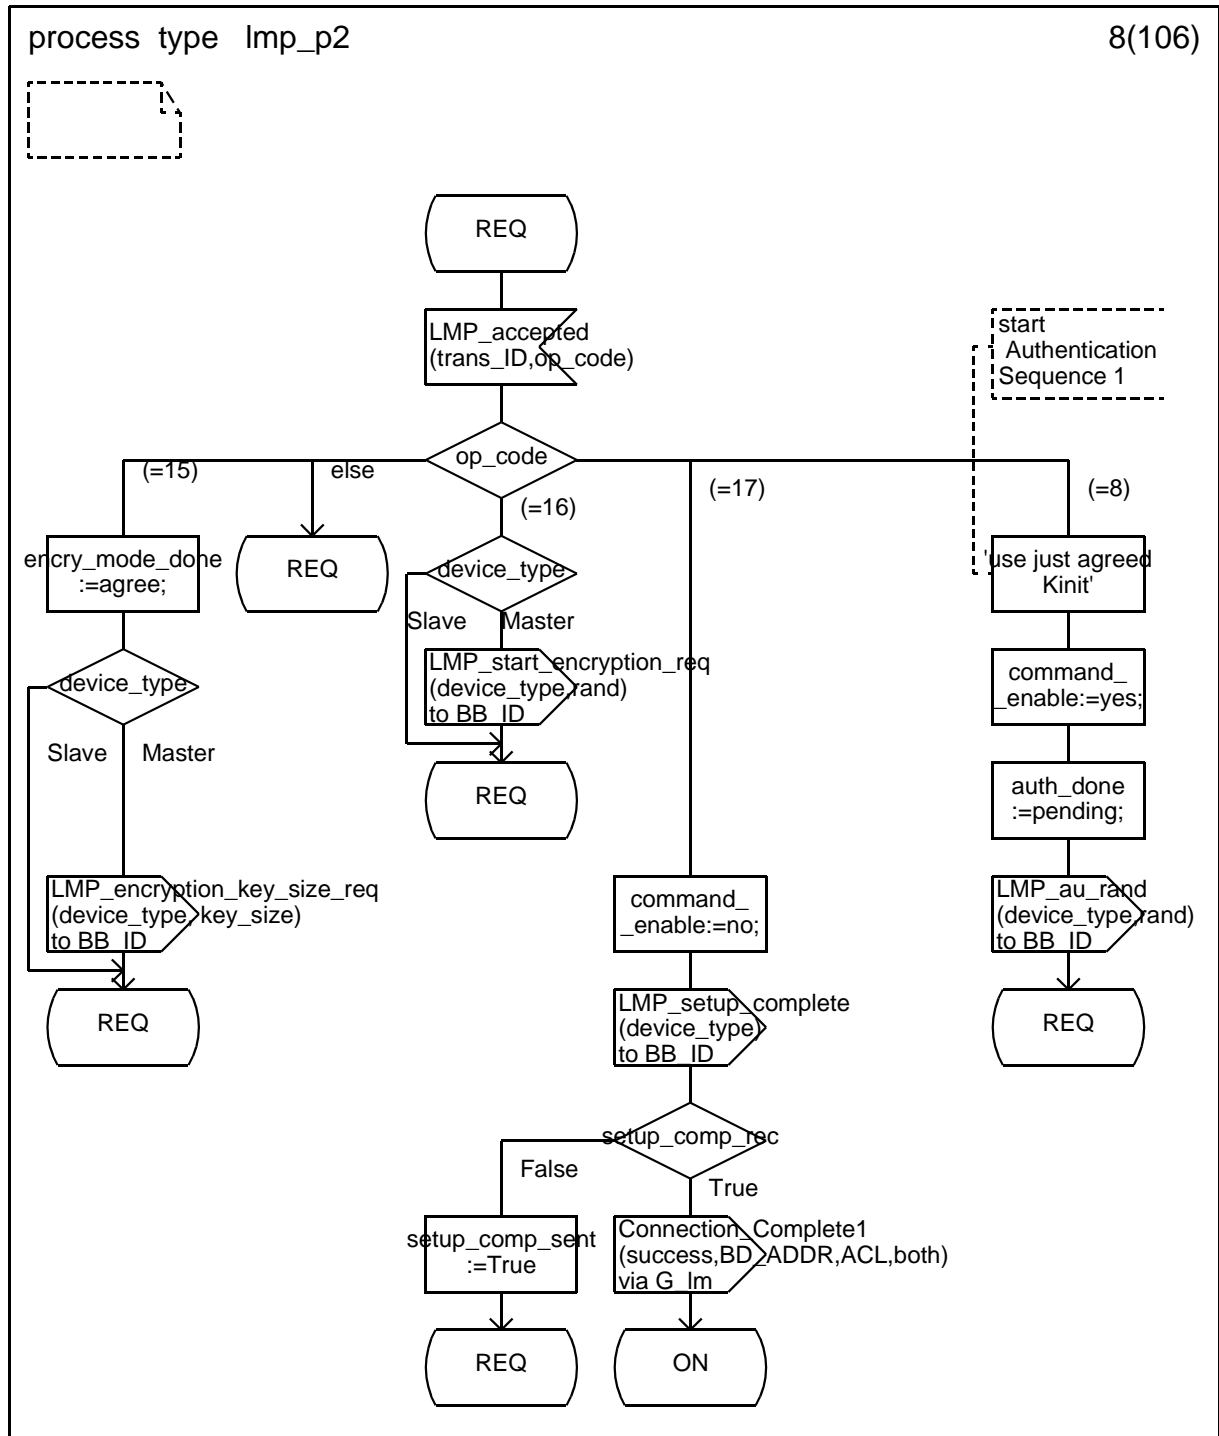 process type lmp_p2
8(106)
REQ
LMP_accepted
(trans_ID,op_code)
start
Authentication
Sequence 1
op_code
(=15)
else
(=16)
(=17)
(=8)
encry_mode_done
:=agree;
REQ
device_type
Slave
Master
LMP_start_encryption_req
(device_type,rand)
to BB_ID
REQ
'use just agreed
Kinit'
command_
_enable:=yes;
auth_done
:=pending;
LMP_au_rand
(device_type,rand)
to BB_ID
REQ
device_type
Slave
Master
LMP_encryption_key_size_req
(device_type, key_size)
to BB_ID
REQ
command_
_enable:=no;
LMP_setup_complete
(device_type)
to BB_ID
setup_comp_rec
False
True
setup_comp_sent
:=True
Connection_Complete1
(success,BD_ADDR,ACL,both)
via G_lm
REQ
ON